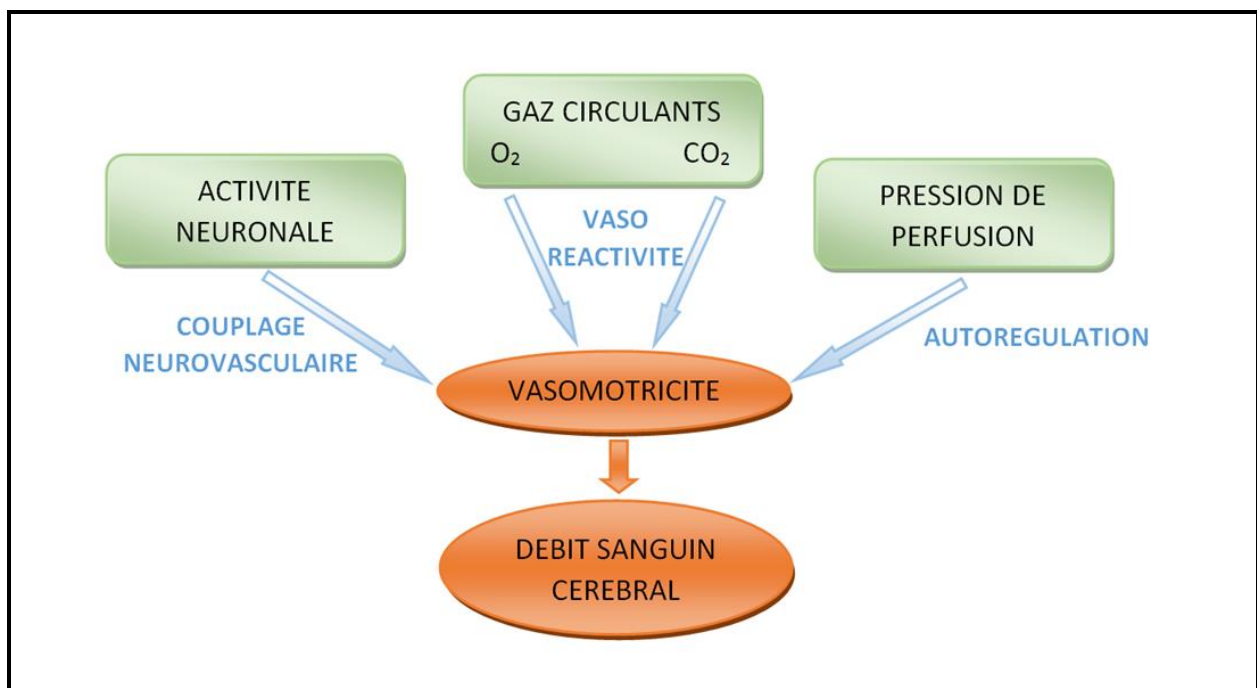 GAZ CIRCULANTS
O₂ CO₂
ACTIVITE
NEURONALE
PRESSION DE
PERFUSION
VASO
REACTIVITE
COUPLAGE
NEUROVASCULAIRE
AUTOREGULATION
VASOMOTRICITE
DEBIT SANGUIN
CEREBRAL